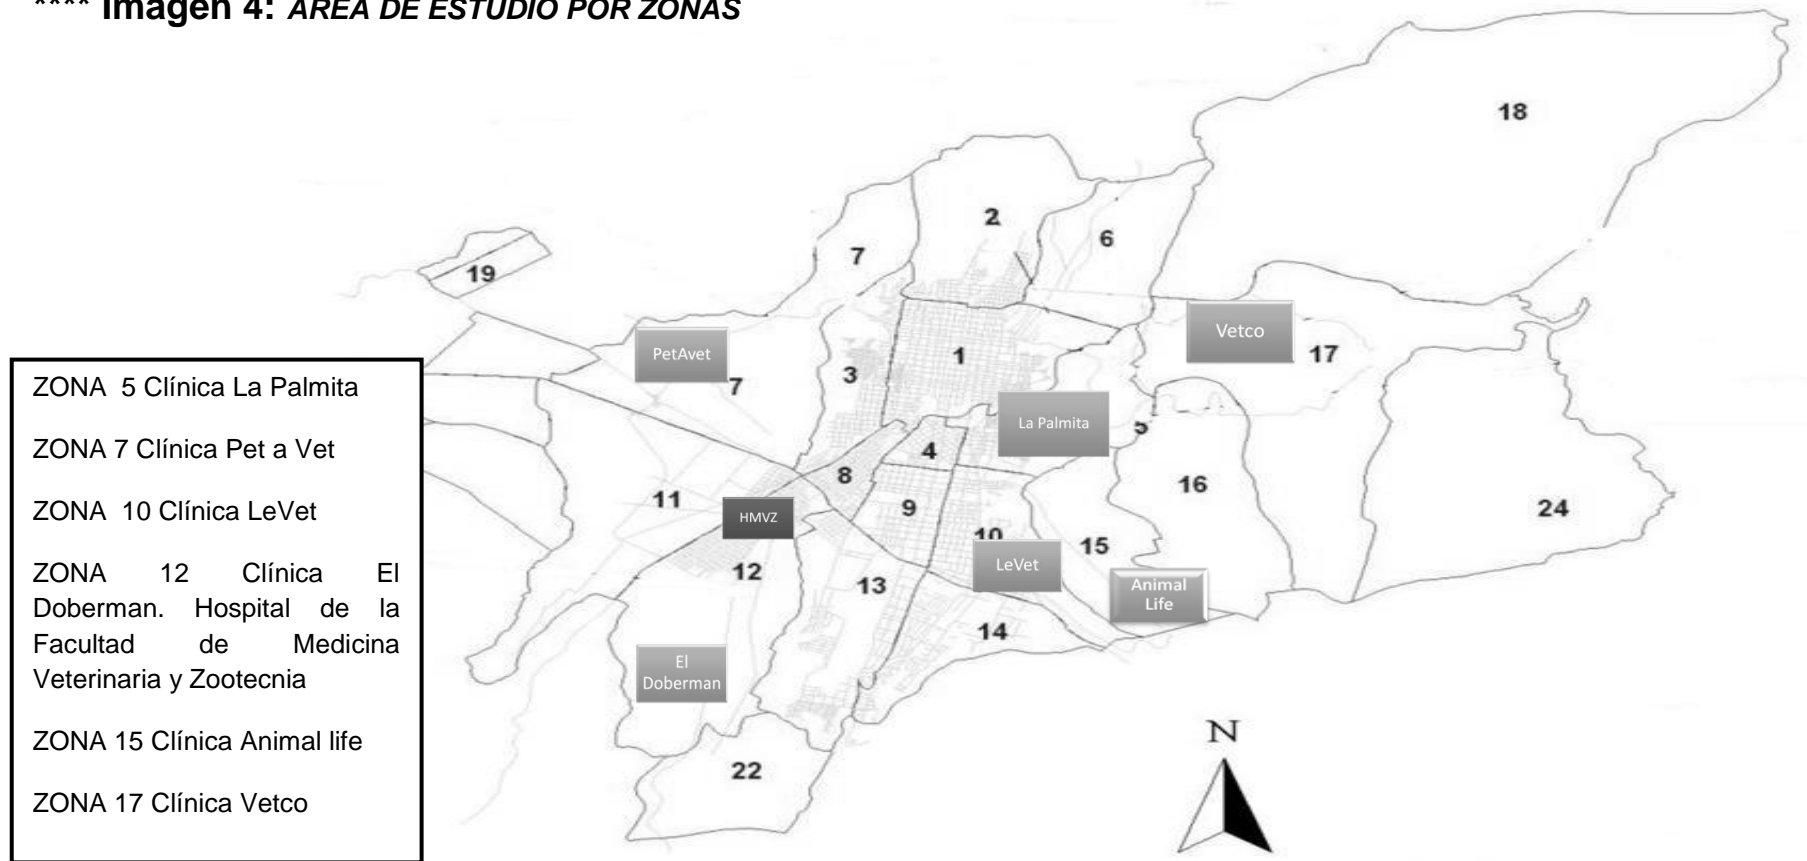 **** Imagen 4: AREA DE ESTUDIO POR ZONAS
18
2
6
7
19
Vetco
PetAvet
1
17
3
7
ZONA 5 Clínica La Palmita
La Palmita
5
ZONA 7 Clínica Pet a Vet
4
8
16
11
ZONA 10 Clínica LeVet
9
24
HMVZ
10
15
ZONA 12 Clínica El
Doberman. Hospital de la
Facultad de Medicina
Veterinaria y Zootecnia
12
LeVet
13
Animal
Life
14
El
Doberman
ZONA 15 Clínica Animal life
N
22
ZONA 17 Clínica Vetco